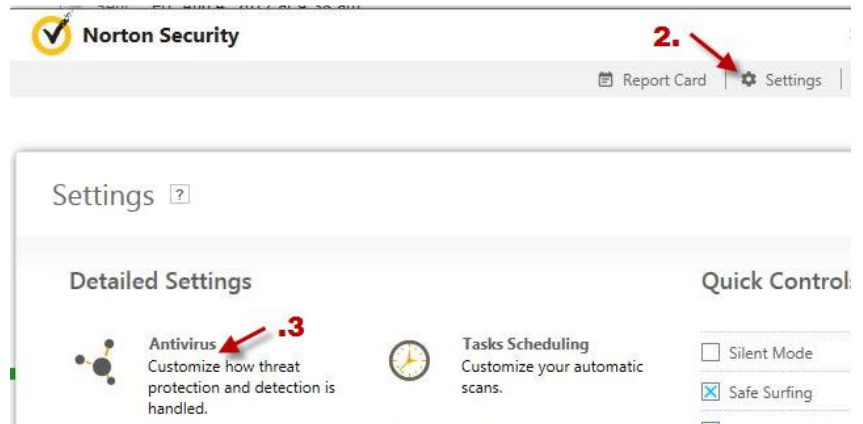 Norton Security
2.
Report Card
Settings
Settings ?
Detailed Settings
Quick Control
Antivirus
.3
Customize how threat
protection and detection is
handled.
Tasks Scheduling
Customize your automatic
scans.
Silent Mode
Safe Surfing